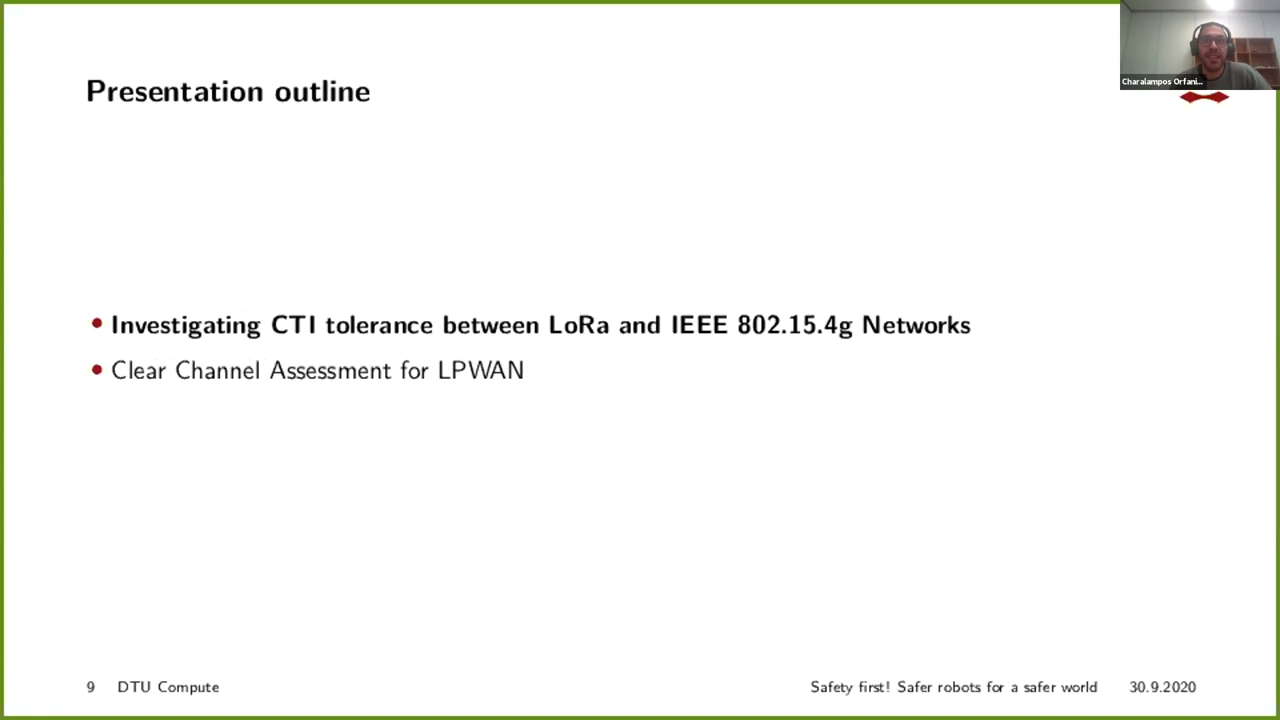 Charalampos Orfani...
Presentation outline
• Investigating CTI tolerance between LoRa and IEEE 802.15.4g Networks
• Clear Channel Assessment for LPWAN
9 DTU Compute Safety first! Safer robots for a safer world 30.9.2020